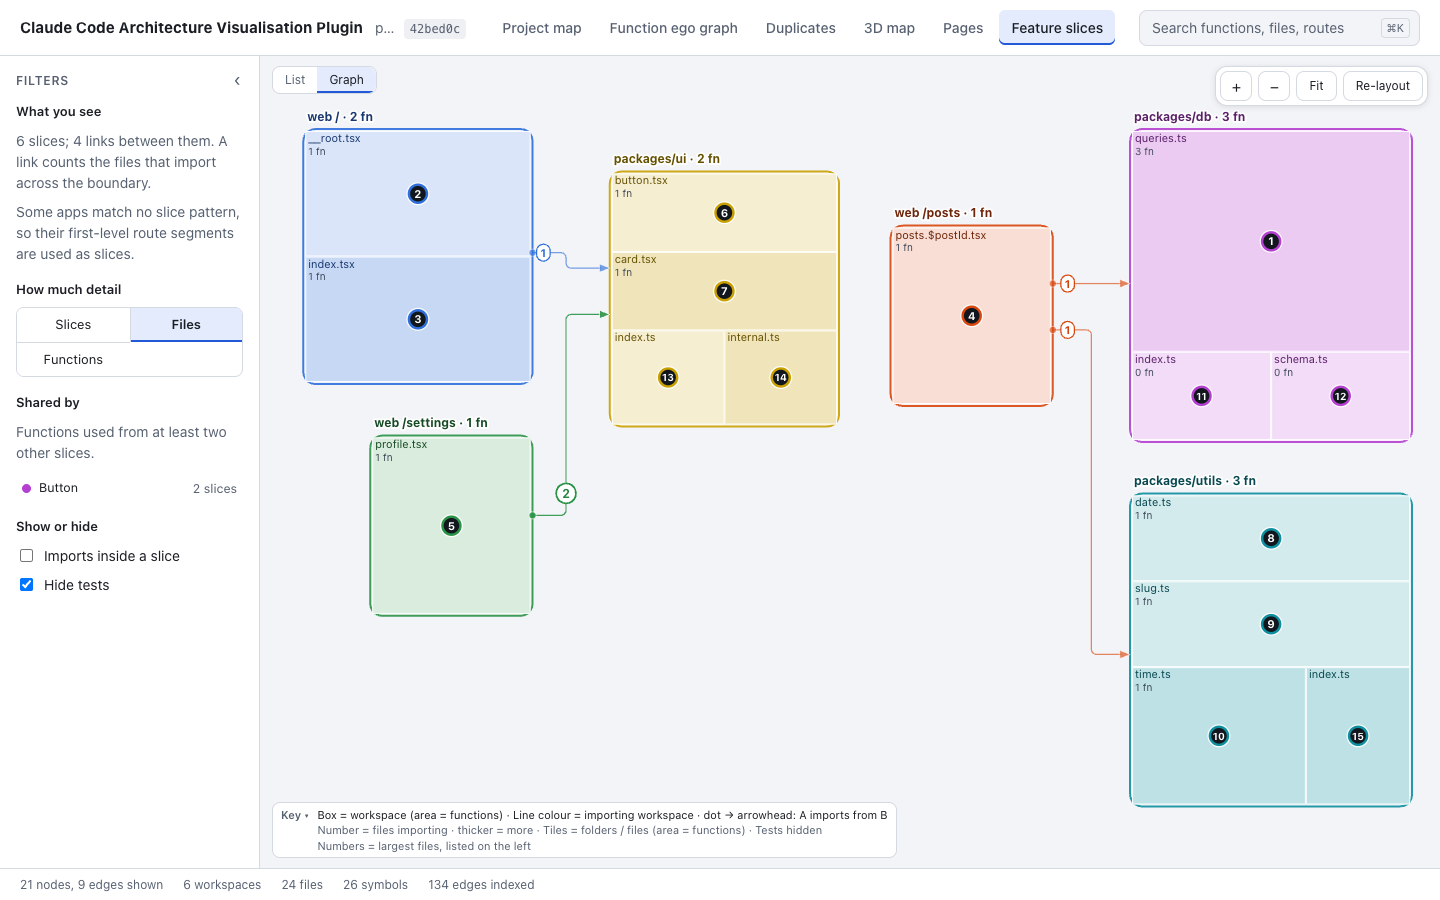 Claude Code Architecture Visualisation Plugin p... 42bed0c Project map Function ego graph Duplicates 3D map Pages Feature slices Search functions, files, routes ⌘K
FILTERS
What you see
6 slices; 4 links between them. A
link counts the files that import
across the boundary.
Some apps match no slice pattern,
so their first-level route segments
are used as slices.
How much detail
Slices Files
Functions
Shared by
Functions used from at least two
other slices.
Button 2 slices
Show or hide
Imports inside a slice
Hide tests
List Graph
+ − Fit Re-layout
web / · 2 fn
__root.tsx
1 fn
2
index.tsx
1 fn
3
1
packages/ui · 2 fn
button.tsx
1 fn
6
card.tsx
1 fn
7
index.ts
13
internal.ts
14
web /settings · 1 fn
profile.tsx
1 fn
5
2
web /posts · 1 fn
posts.$postId.tsx
1 fn
4
1
1
packages/db · 3 fn
queries.ts
3 fn
1
index.ts
0 fn
11
schema.ts
0 fn
12
packages/utils · 3 fn
date.ts
1 fn
8
slug.ts
1 fn
9
time.ts
1 fn
10
index.ts
15
Key ▾ Box = workspace (area = functions) · Line colour = importing workspace · dot → arrowhead: A imports from B
Number = files importing · thicker = more · Tiles = folders / files (area = functions) · Tests hidden
Numbers = largest files, listed on the left
21 nodes, 9 edges shown 6 workspaces 24 files 26 symbols 134 edges indexed